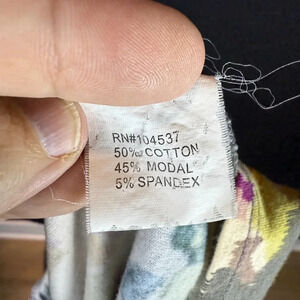 RN#104537
50% COTTON
45% MODAL
5% SPANDEX